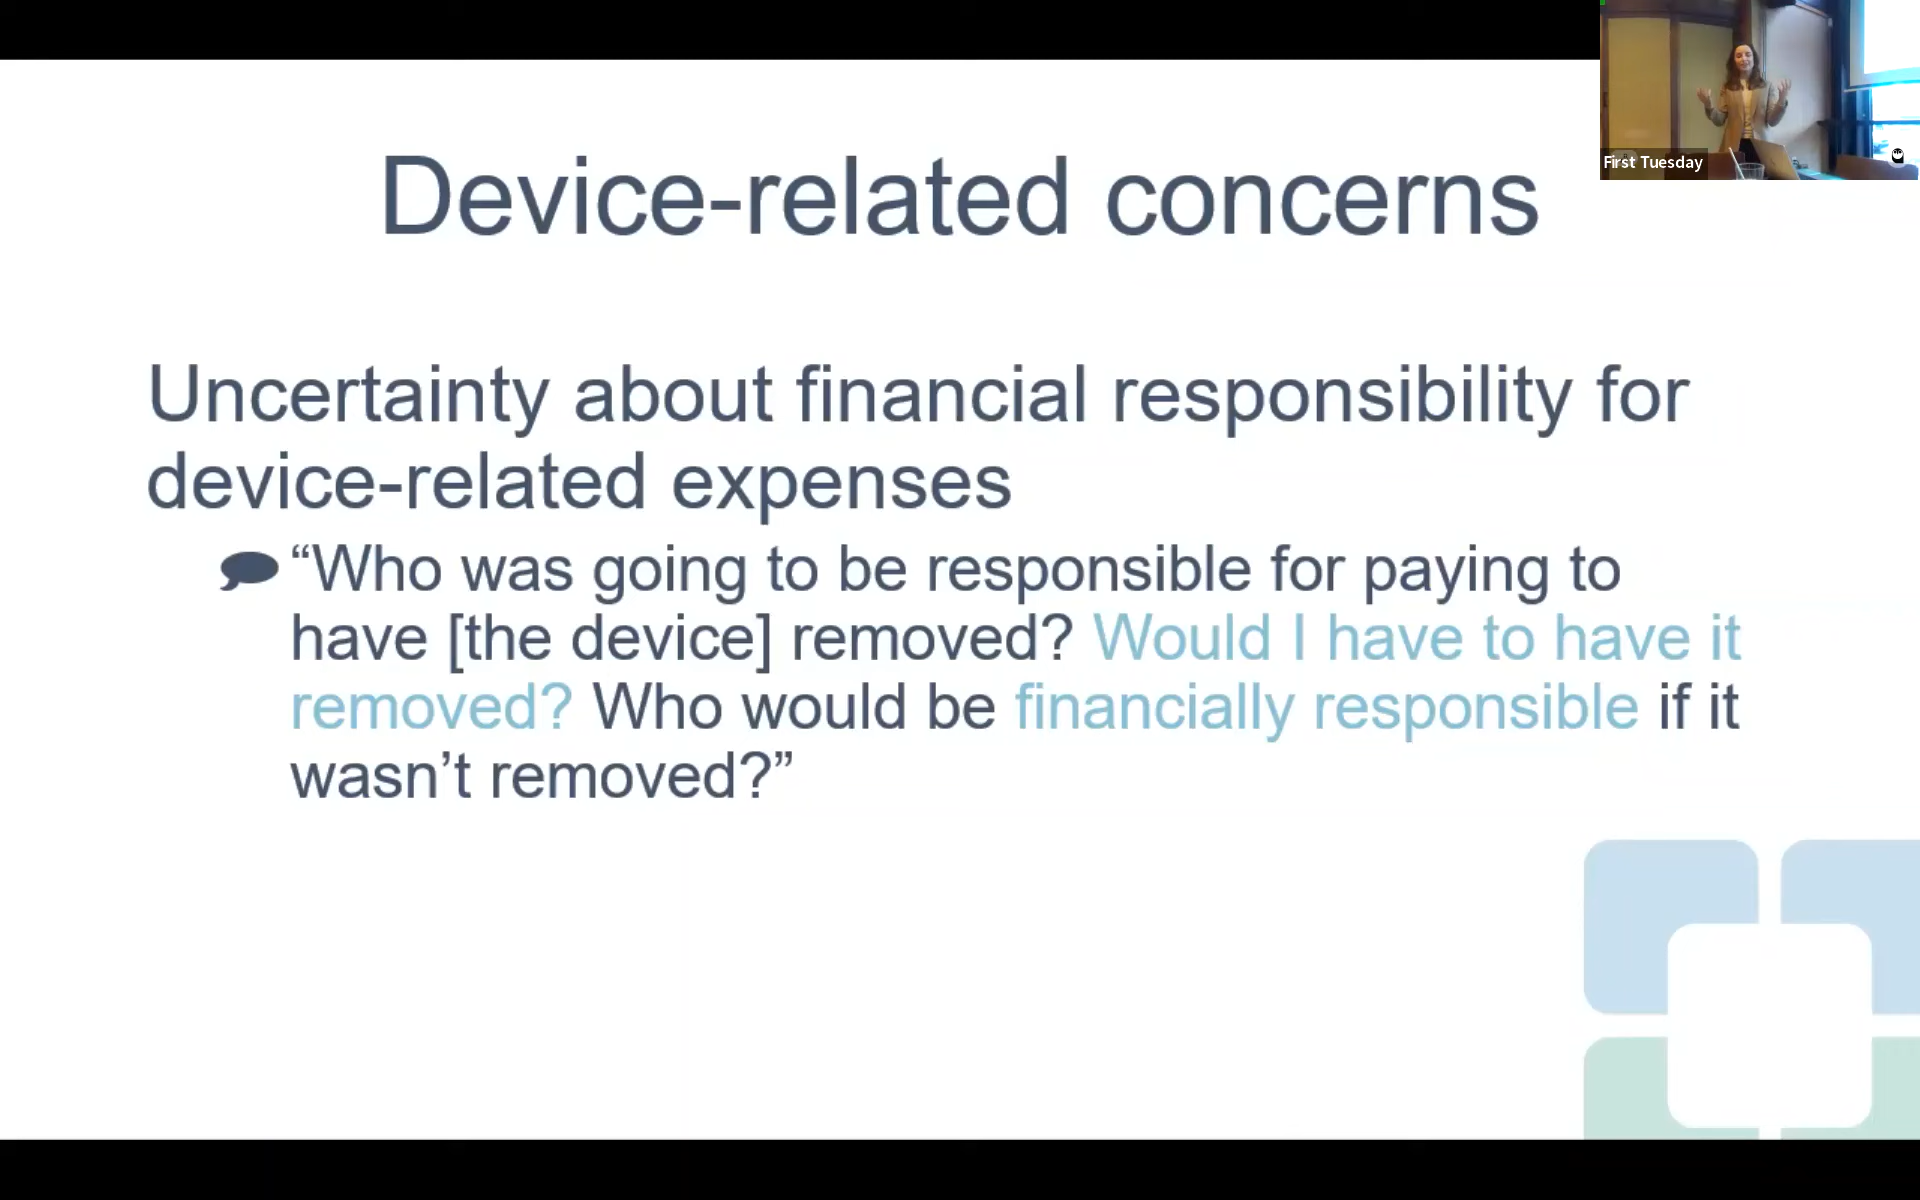 First Tuesday
Device-related concerns
Uncertainty about financial responsibility for
device-related expenses
“Who was going to be responsible for paying to
have [the device] removed? Would I have to have it
removed? Who would be financially responsible if it
wasn’t removed?”